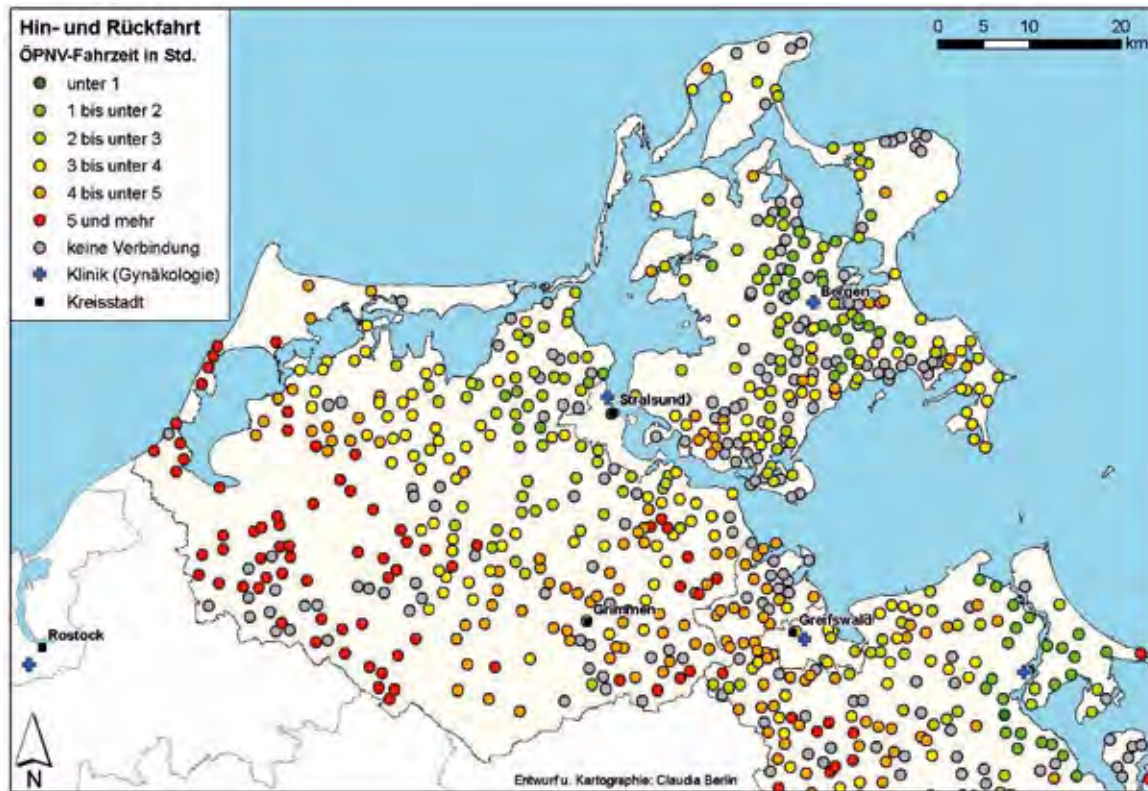 Hin- und Rückfahrt
ÖPNV-Fahrzeit in Std.
unter 1
1 bis unter 2
2 bis unter 3
3 bis unter 4
4 bis unter 5
5 und mehr
keine Verbindung
Klinik (Gynäkologie)
Kreisstadt
0 5 10 20
km
Bergen
Stralsund
Grimmen
Greifswald
Rostock
N
Entwurf u. Kartographie: Claudia Berlin